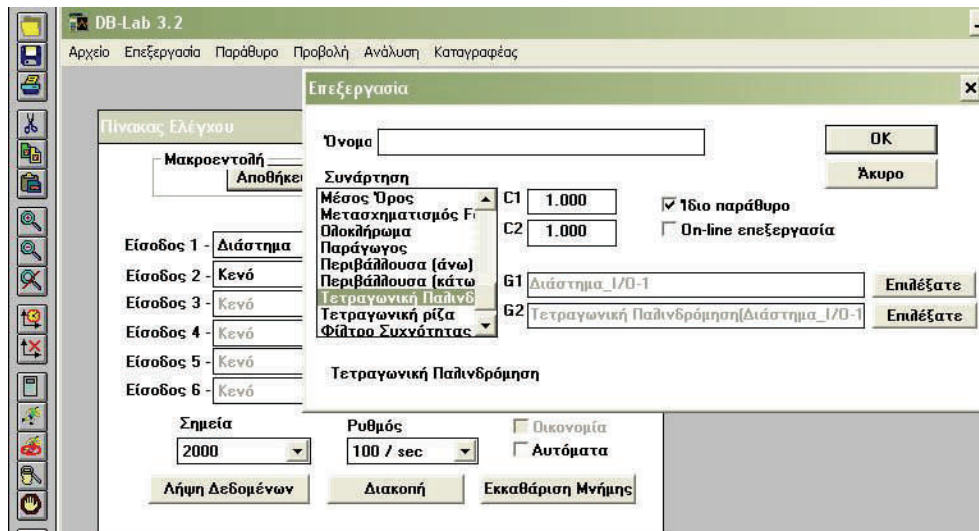 DB-Lab 3.2
Αρχείο Επεξεργασία Παράθυρο Προβολή Ανάλυση Καταγραφέας
Επεξεργασία
Όνομα
OK
Άκυρο
Συνάρτηση
Μέσος Όρος
Μετασχηματισμός
Ολοκλήρωμα
Παράγωγος
Περιβάλλουσα (άνω)
Περιβάλλουσα (κάτω
Τετραγωνική Παλινδ
Τετραγωνική ρίζα
Φίλτρο Συχνότητας
C1 1.000
C2 1.000
Ίδιο παράθυρο
On-line επεξεργασία
G1 Διάστημα_I/O-1 Επιλέξατε
G2 Τετραγωνική Παλινδρόμηση(Διάστημα_I/O-1 Επιλέξατε
Τετραγωνική Παλινδρόμηση
Πίνακας Ελέγχου
Μακροεντολή
Αποθήκευ
Είσοδος 1 - Διάστημα
Είσοδος 2 - Κενό
Είσοδος 3 - Κενό
Είσοδος 4 - Κενό
Είσοδος 5 - Κενό
Είσοδος 6 - Κενό
Σημεία Ρυθμός Οικονομία
2000 100 / sec Αυτόματα
Λήψη Δεδομένων Διακοπή Εκκαθάριση Μνήμης